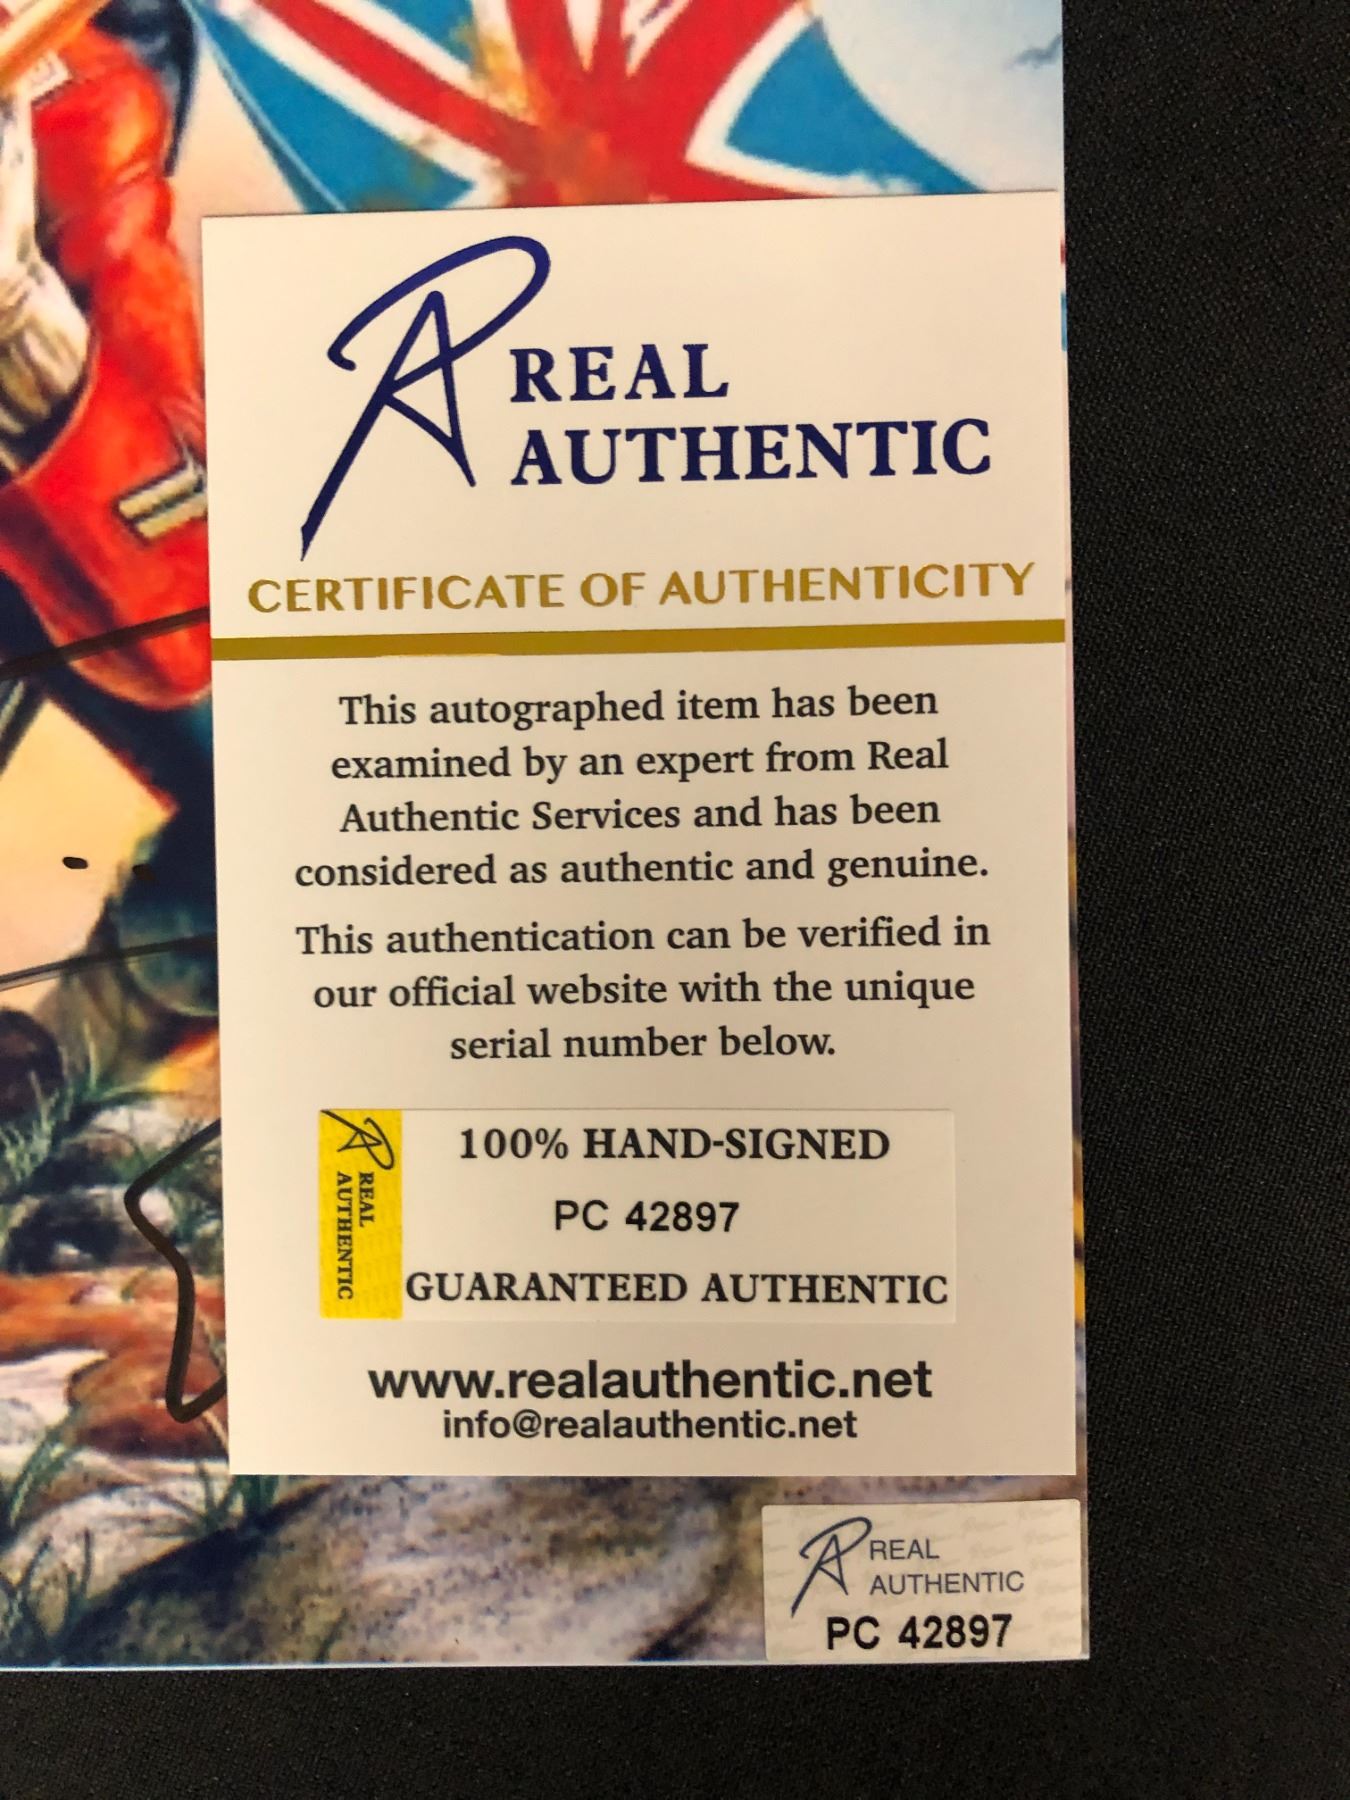 REAL
AUTHENTIC
CERTIFICATE OF AUTHENTICITY
This autographed item has been
examined by an expert from Real
Authentic Services and has been
considered as authentic and genuine.
This authentication can be verified in
our official website with the unique
serial number below.
REAL
AUTHENTIC
100% HAND-SIGNED
PC 42897
GUARANTEED AUTHENTIC
www.realauthentic.net
info@realauthentic.net
REAL
AUTHENTIC
PC 42897